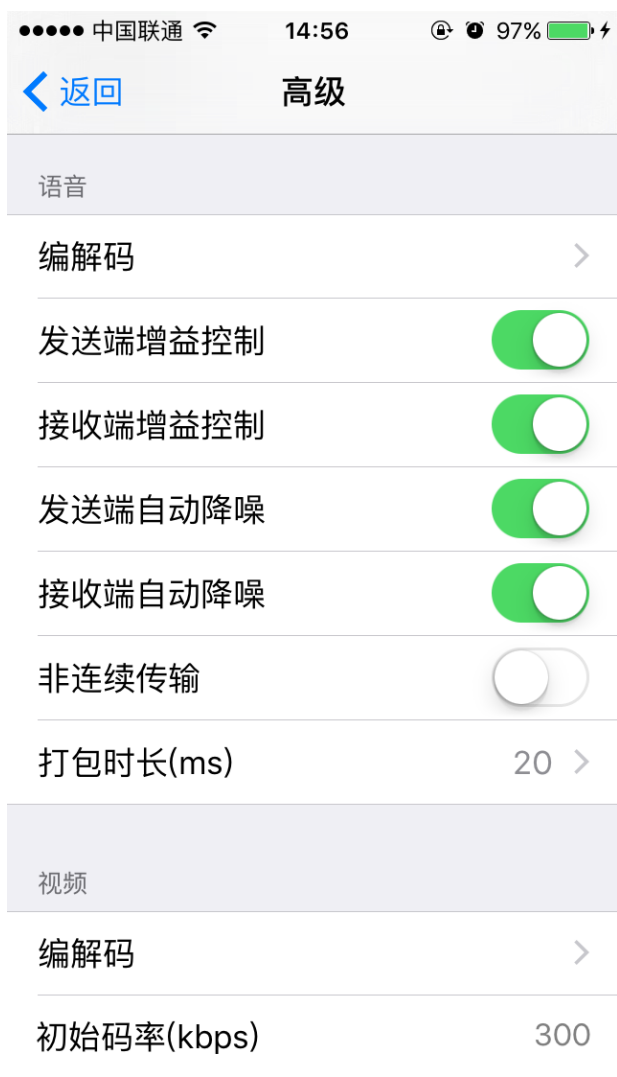 中国联通 14:56 97%
返回 高级
语音
编解码
发送端增益控制
接收端增益控制
发送端自动降噪
接收端自动降噪
非连续传输
打包时长(ms) 20
视频
编解码
初始码率(kbps) 300